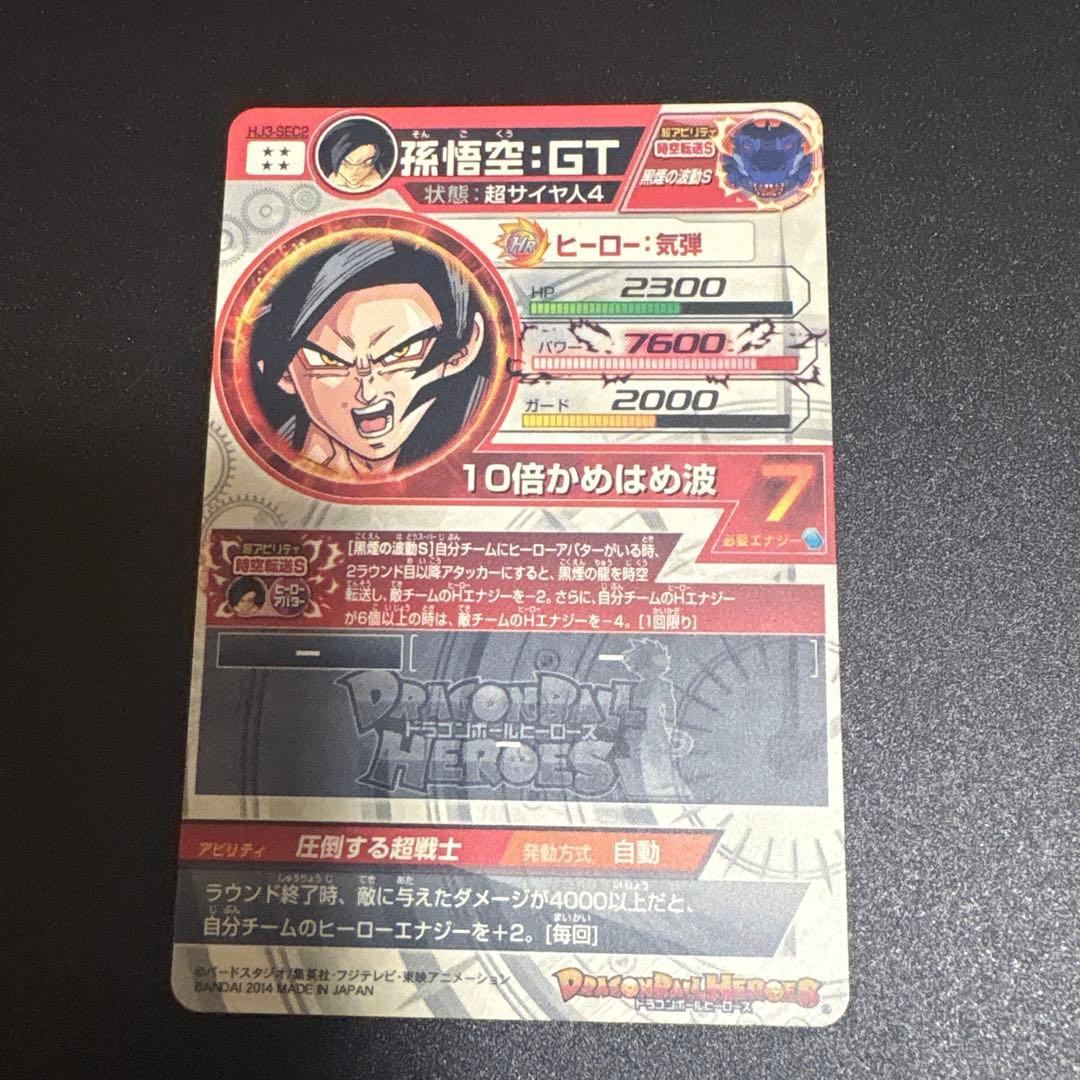 HJ3-SEC2
★★
★★
そん ご くう
孫悟空:GT
状態:超サイヤ人4
超アビリティ
時空転送S
黒煙の波動S
HR ヒーロー:気弾
HP 2300
パワー 7600
ガード 2000
10倍かめはめ波
7
必要エナジー
超アビリティ
時空転送S
ヒーロー
アバター
[黒煙の波動S]自分チームにヒーローアバターがいる時、
2ラウンド目以降アタッカーにすると、黒煙の龍を時空
転送し、敵チームのHエナジーを−2。さらに、自分チームのHエナジー
が6個以上の時は、敵チームのHエナジーを−4。[1回限り]
ー [ ー ]
DRAGONBALL
ドラゴンボールヒーローズ
ー
HEROES
アビリティ 圧倒する超戦士 発動方式 自動
ラウンド終了時、敵に与えたダメージが4000以上だと、
自分チームのヒーローエナジーを+2。[毎回]
©バードスタジオ/集英社・フジテレビ・東映アニメーション
BANDAI 2014 MADE IN JAPAN
DRAGONBALL HEROES
ドラゴンボールヒーローズ